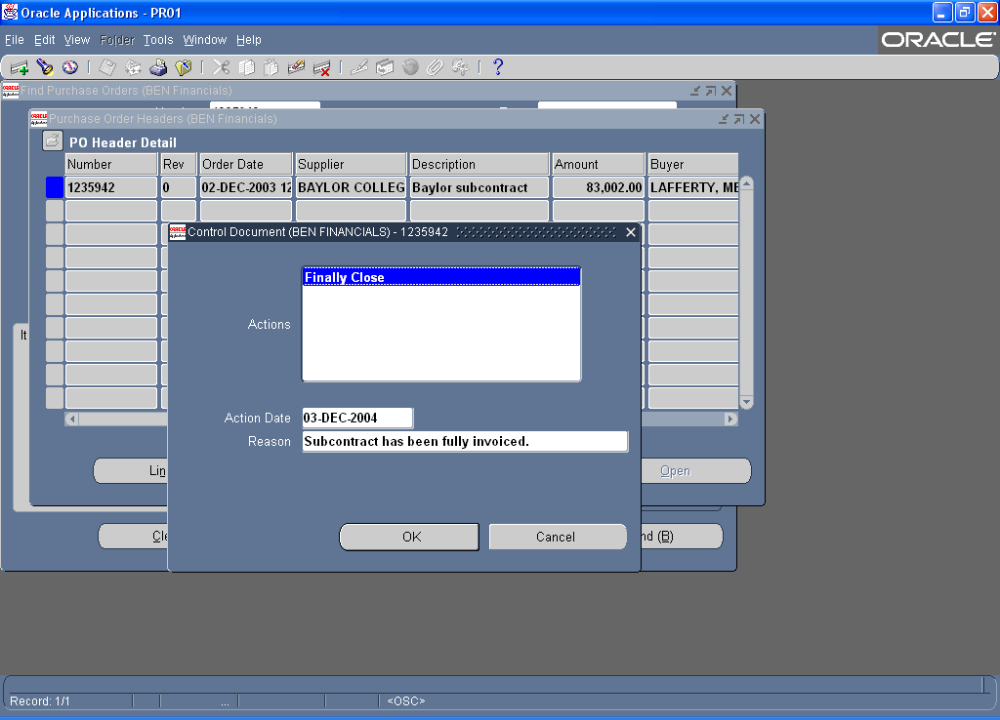 Oracle Applications - PRO1
File Edit View Folder Tools Window Help
ORACLE
Find Purchase Orders (BEN Financials)
Purchase Order Headers (BEN Financials)
PO Header Detail
Number Rev Order Date Supplier Description Amount Buyer
1235942 0 02-DEC-2003 12 BAYLOR COLLEG Baylor subcontract 83,002.00 LAFFERTY, ME
Control Document (BEN FINANCIALS) - 1235942
Finally Close
It
Actions
Action Date 03-DEC-2004
Reason Subcontract has been fully invoiced.
Lin Open
OK Cancel
Cle nd (B)
Record: 1/1 ... <OSC>